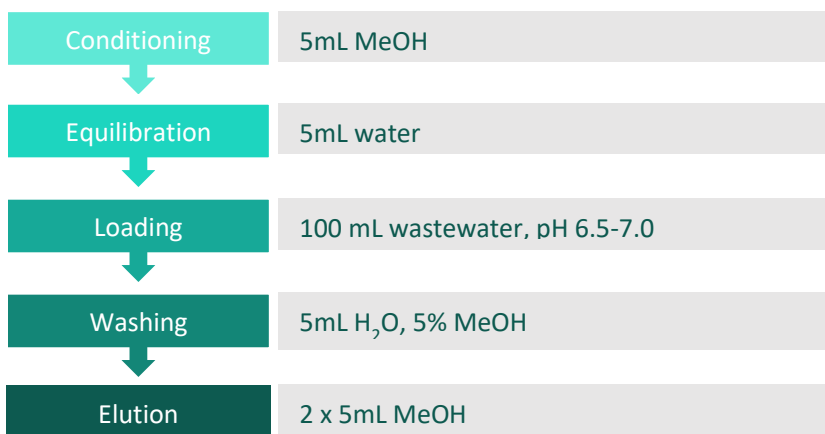 Conditioning 5mL MeOH
Equilibration 5mL water
Loading 100 mL wastewater, pH 6.5-7.0
Washing 5mL H₂O, 5% MeOH
Elution 2 x 5mL MeOH